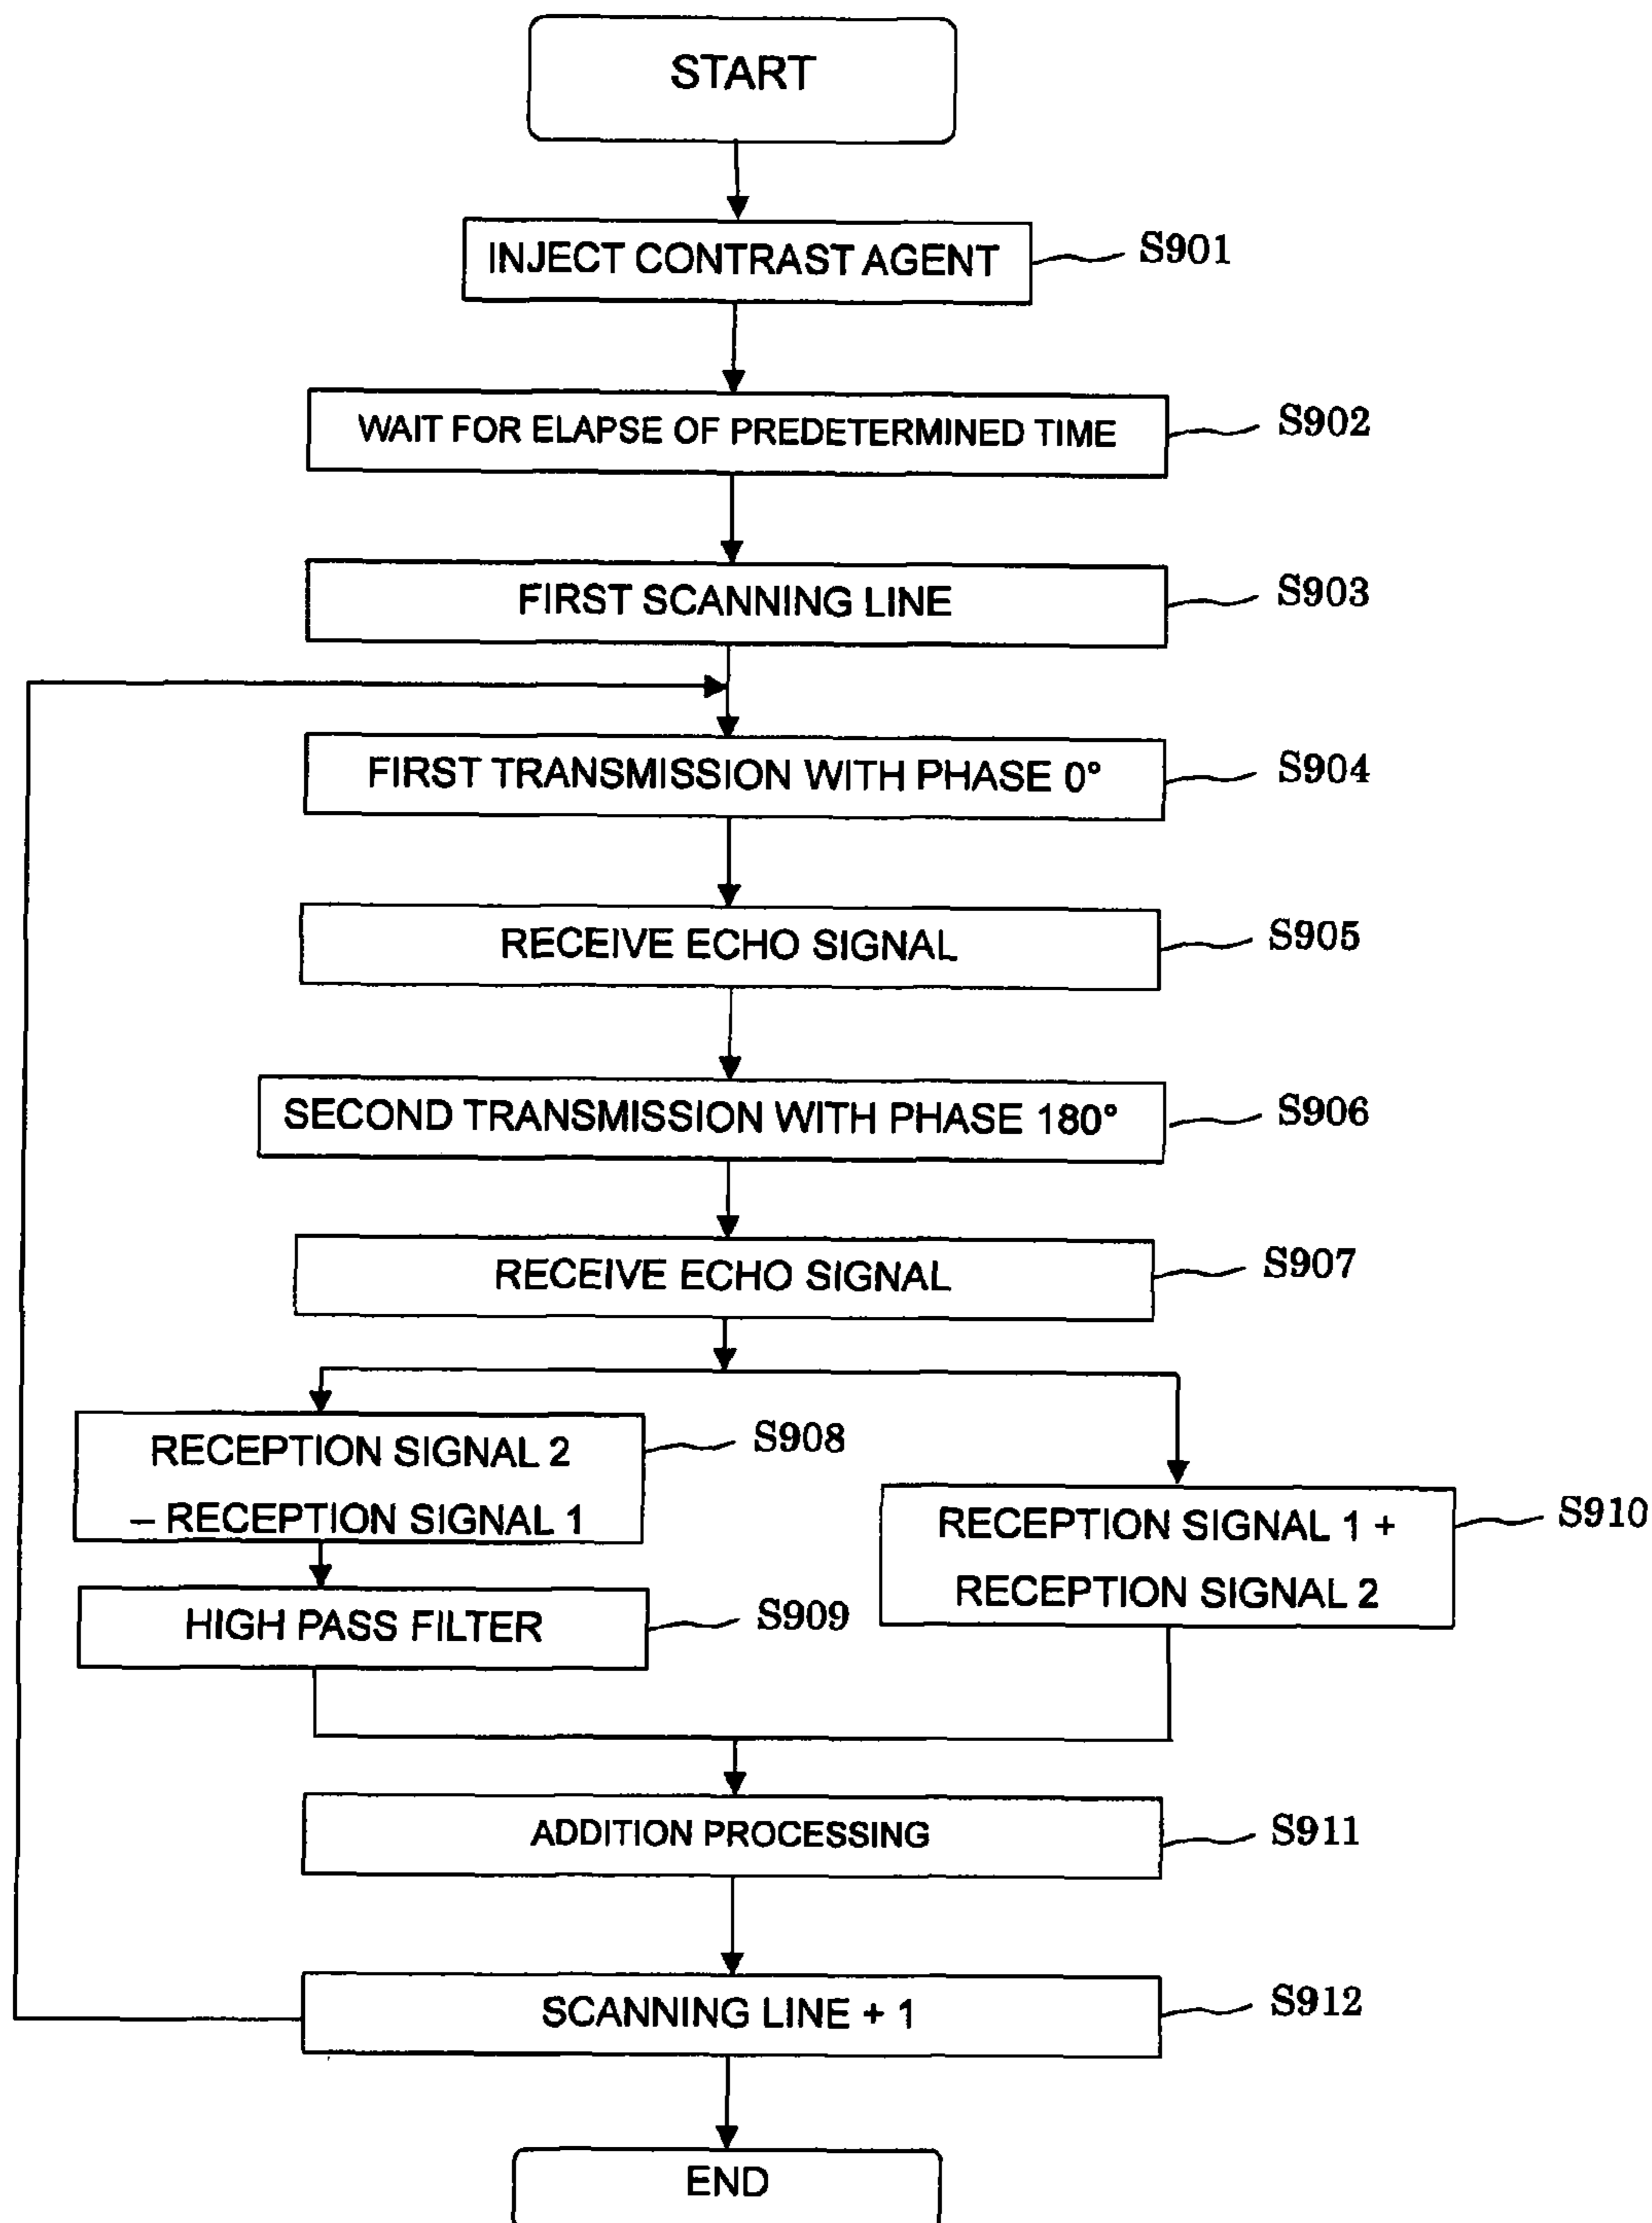 START
INJECT CONTRAST AGENT
S901
WAIT FOR ELAPSE OF PREDETERMINED TIME
S902
FIRST SCANNING LINE
S903
FIRST TRANSMISSION WITH PHASE 0°
S904
RECEIVE ECHO SIGNAL
S905
SECOND TRANSMISSION WITH PHASE 180°
S906
RECEIVE ECHO SIGNAL
S907
RECEPTION SIGNAL 2
– RECEPTION SIGNAL 1
S908
HIGH PASS FILTER
S909
RECEPTION SIGNAL 1 +
RECEPTION SIGNAL 2
S910
ADDITION PROCESSING
S911
SCANNING LINE + 1
S912
END